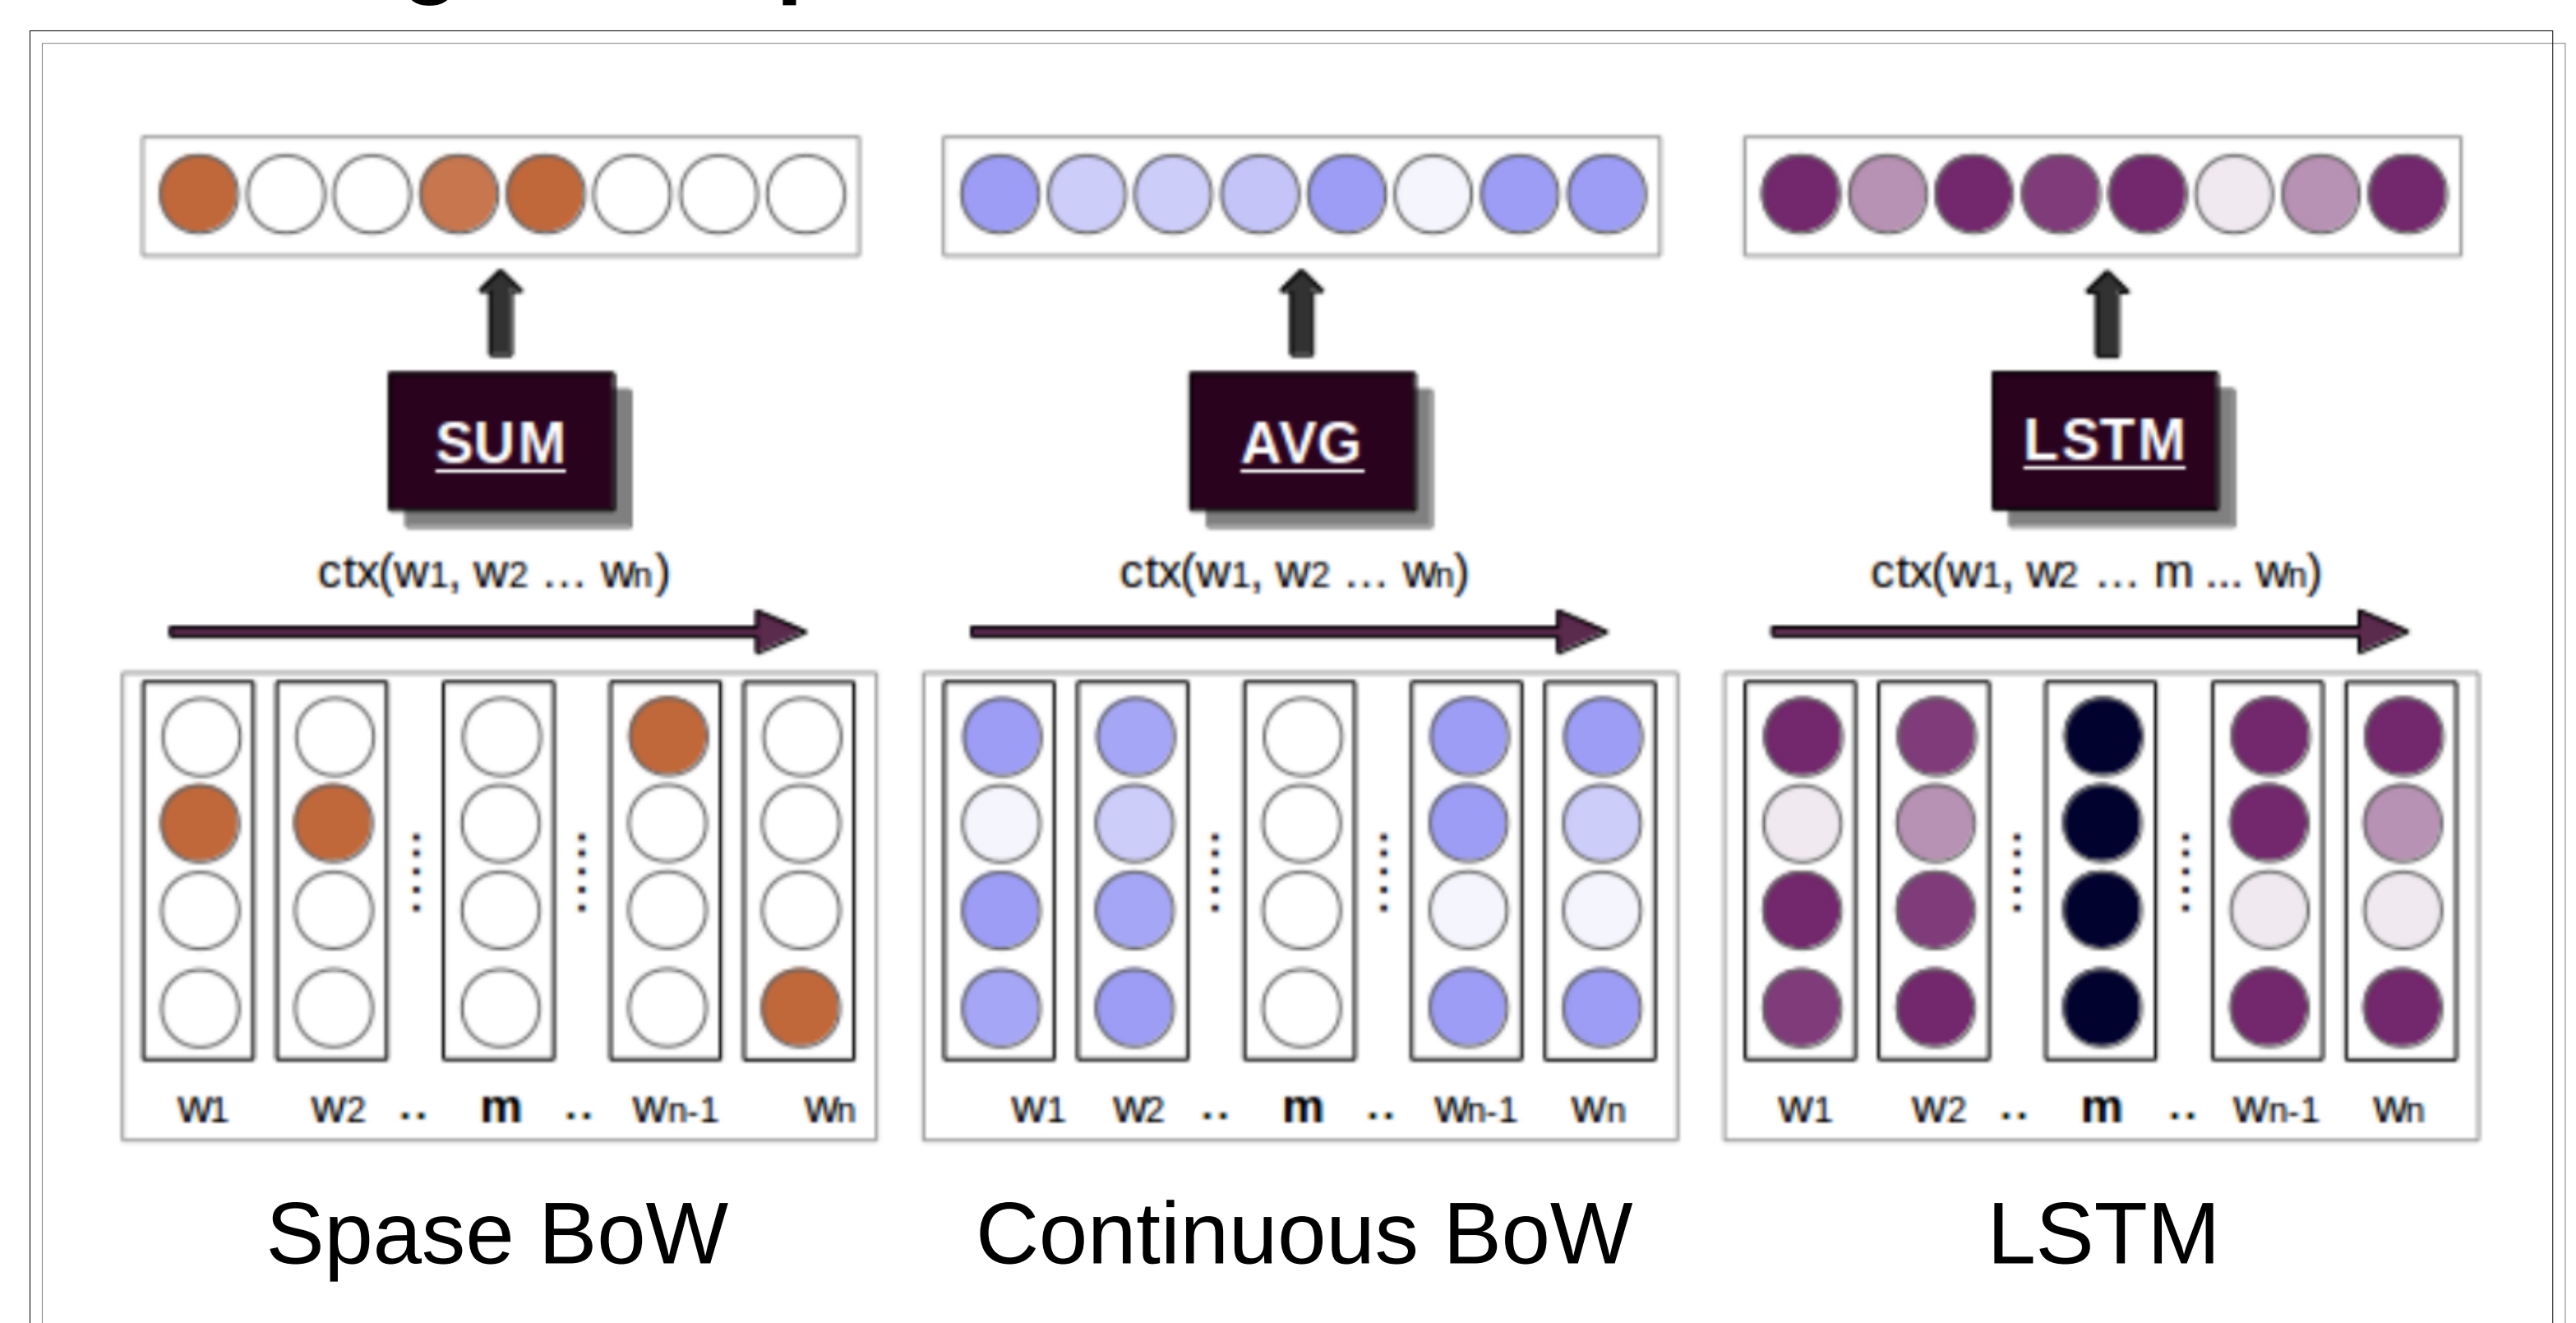 SUM
AVG
LSTM
ctx(w1, w2 ... wn)
ctx(w1, w2 ... wn)
ctx(w1, w2 ... m ... wn)
w1 w2 .. m .. wn-1 wn
w1 w2 .. m .. wn-1 wn
w1 w2 .. m .. wn-1 wn
Spase BoW
Continuous BoW
LSTM